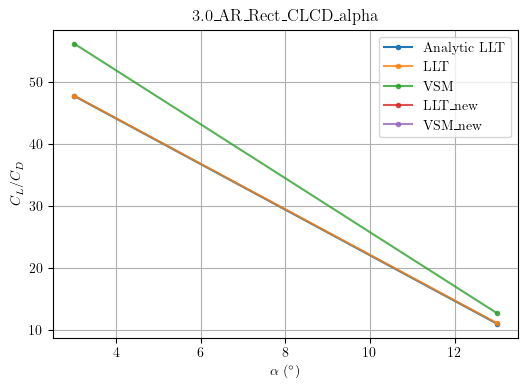 3.0_AR_Rect_CLCD_alpha
Analytic LLT
LLT
VSM
LLT_new
VSM_new
50
40
30
20
10
C_L/C_D
4 6 8 10 12
α (°)